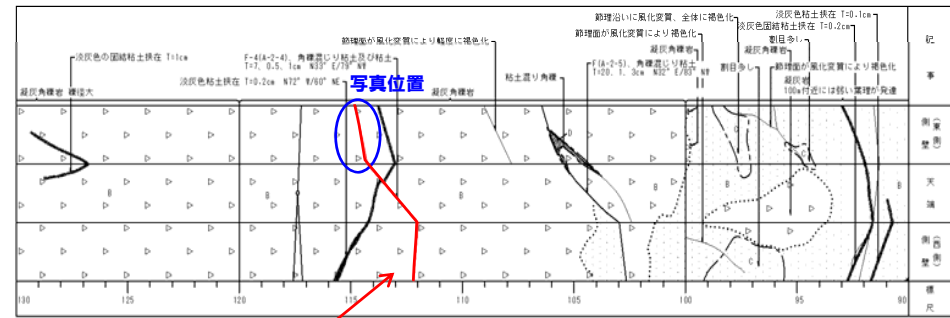 節理沿いに風化変質、全体に褐色化
淡灰色粘土挟在 T=0.1cm
淡灰色固結粘土挟在 T=0.2cm
節理面が風化変質により褐色化
割目多し
節理面が風化変質により軽度に褐色化
凝灰角礫岩
凝灰角礫岩
淡灰色の固結粘土挟在 T=1cm
F-4(A-2-4)、角礫混じり粘土及び粘土
T=7、0.5、1cm N33° E/79° NW
F(A-2-5)、角礫混じり粘土
T=20、1、3cm N32° E/83° NW
割目多し
節理面が風化変質により褐色化
凝灰岩
100m付近には弱い葉理が発達
淡灰色粘土挟在 T=0.2cm N72° W/60° NE
写真位置
粘土混り角礫
凝灰角礫岩 礫径大
凝灰角礫岩
記事
側壁(東側)
天端
側壁(西側)
標尺
D
C
C
B
B
B
B
B
B
C
130
125
120
115
110
105
100
95
90